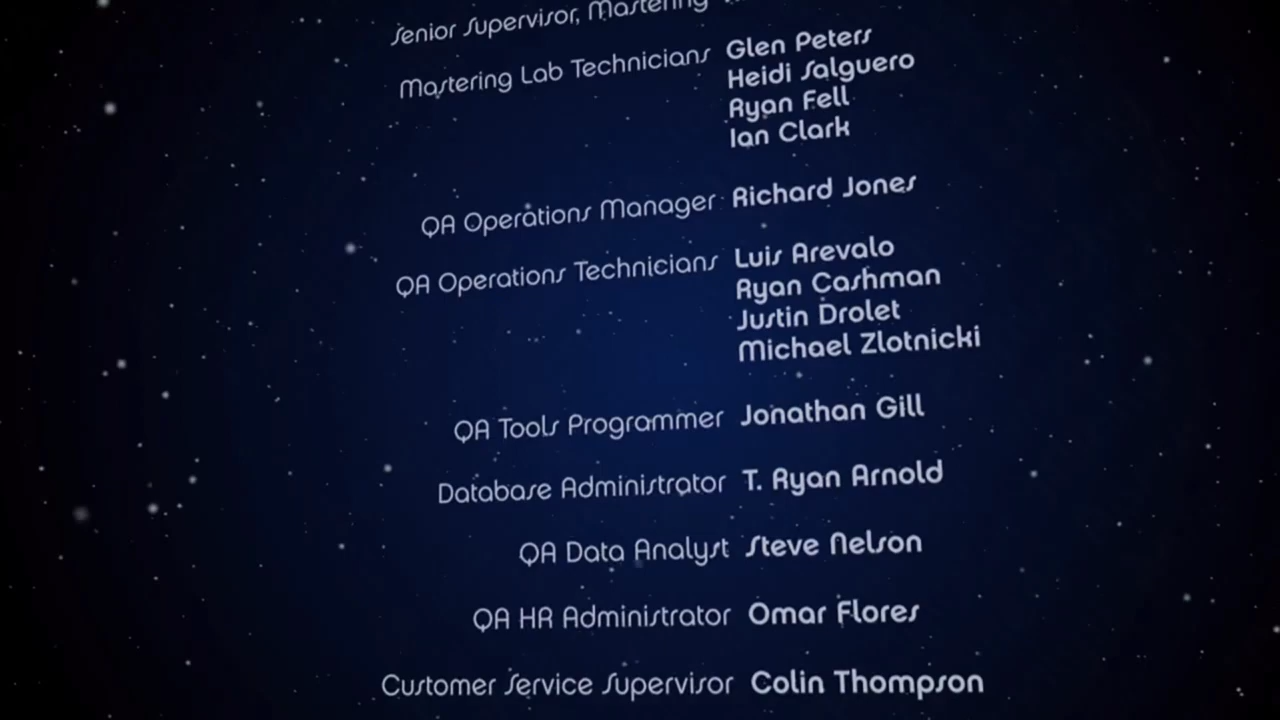 Senior Supervisor, Mastering
Mastering Lab Technicians Glen Peters
Heidi Salguero
Ryan Fell
Ian Clark
QA Operations Manager Richard Jones
QA Operations Technicians Luis Arevalo
Ryan Cashman
Justin Drolet
Michael Zlotnicki
QA Tools Programmer Jonathan Gill
Database Administrator T. Ryan Arnold
QA Data Analyst Steve Nelson
QA HR Administrator Omar Flores
Customer Service Supervisor Colin Thompson